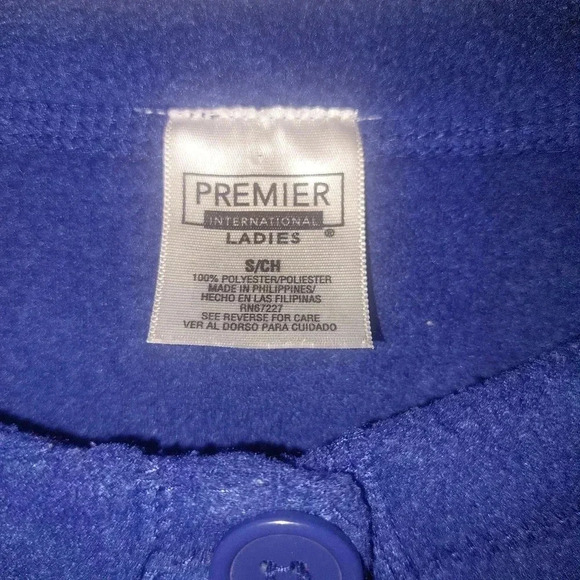 PREMIER
INTERNATIONAL
LADIES ®
S/CH
100% POLYESTER/POLIESTER
MADE IN PHILIPPINES/
HECHO EN LAS FILIPINAS
RN67227
SEE REVERSE FOR CARE
VER AL DORSO PARA CUIDADO